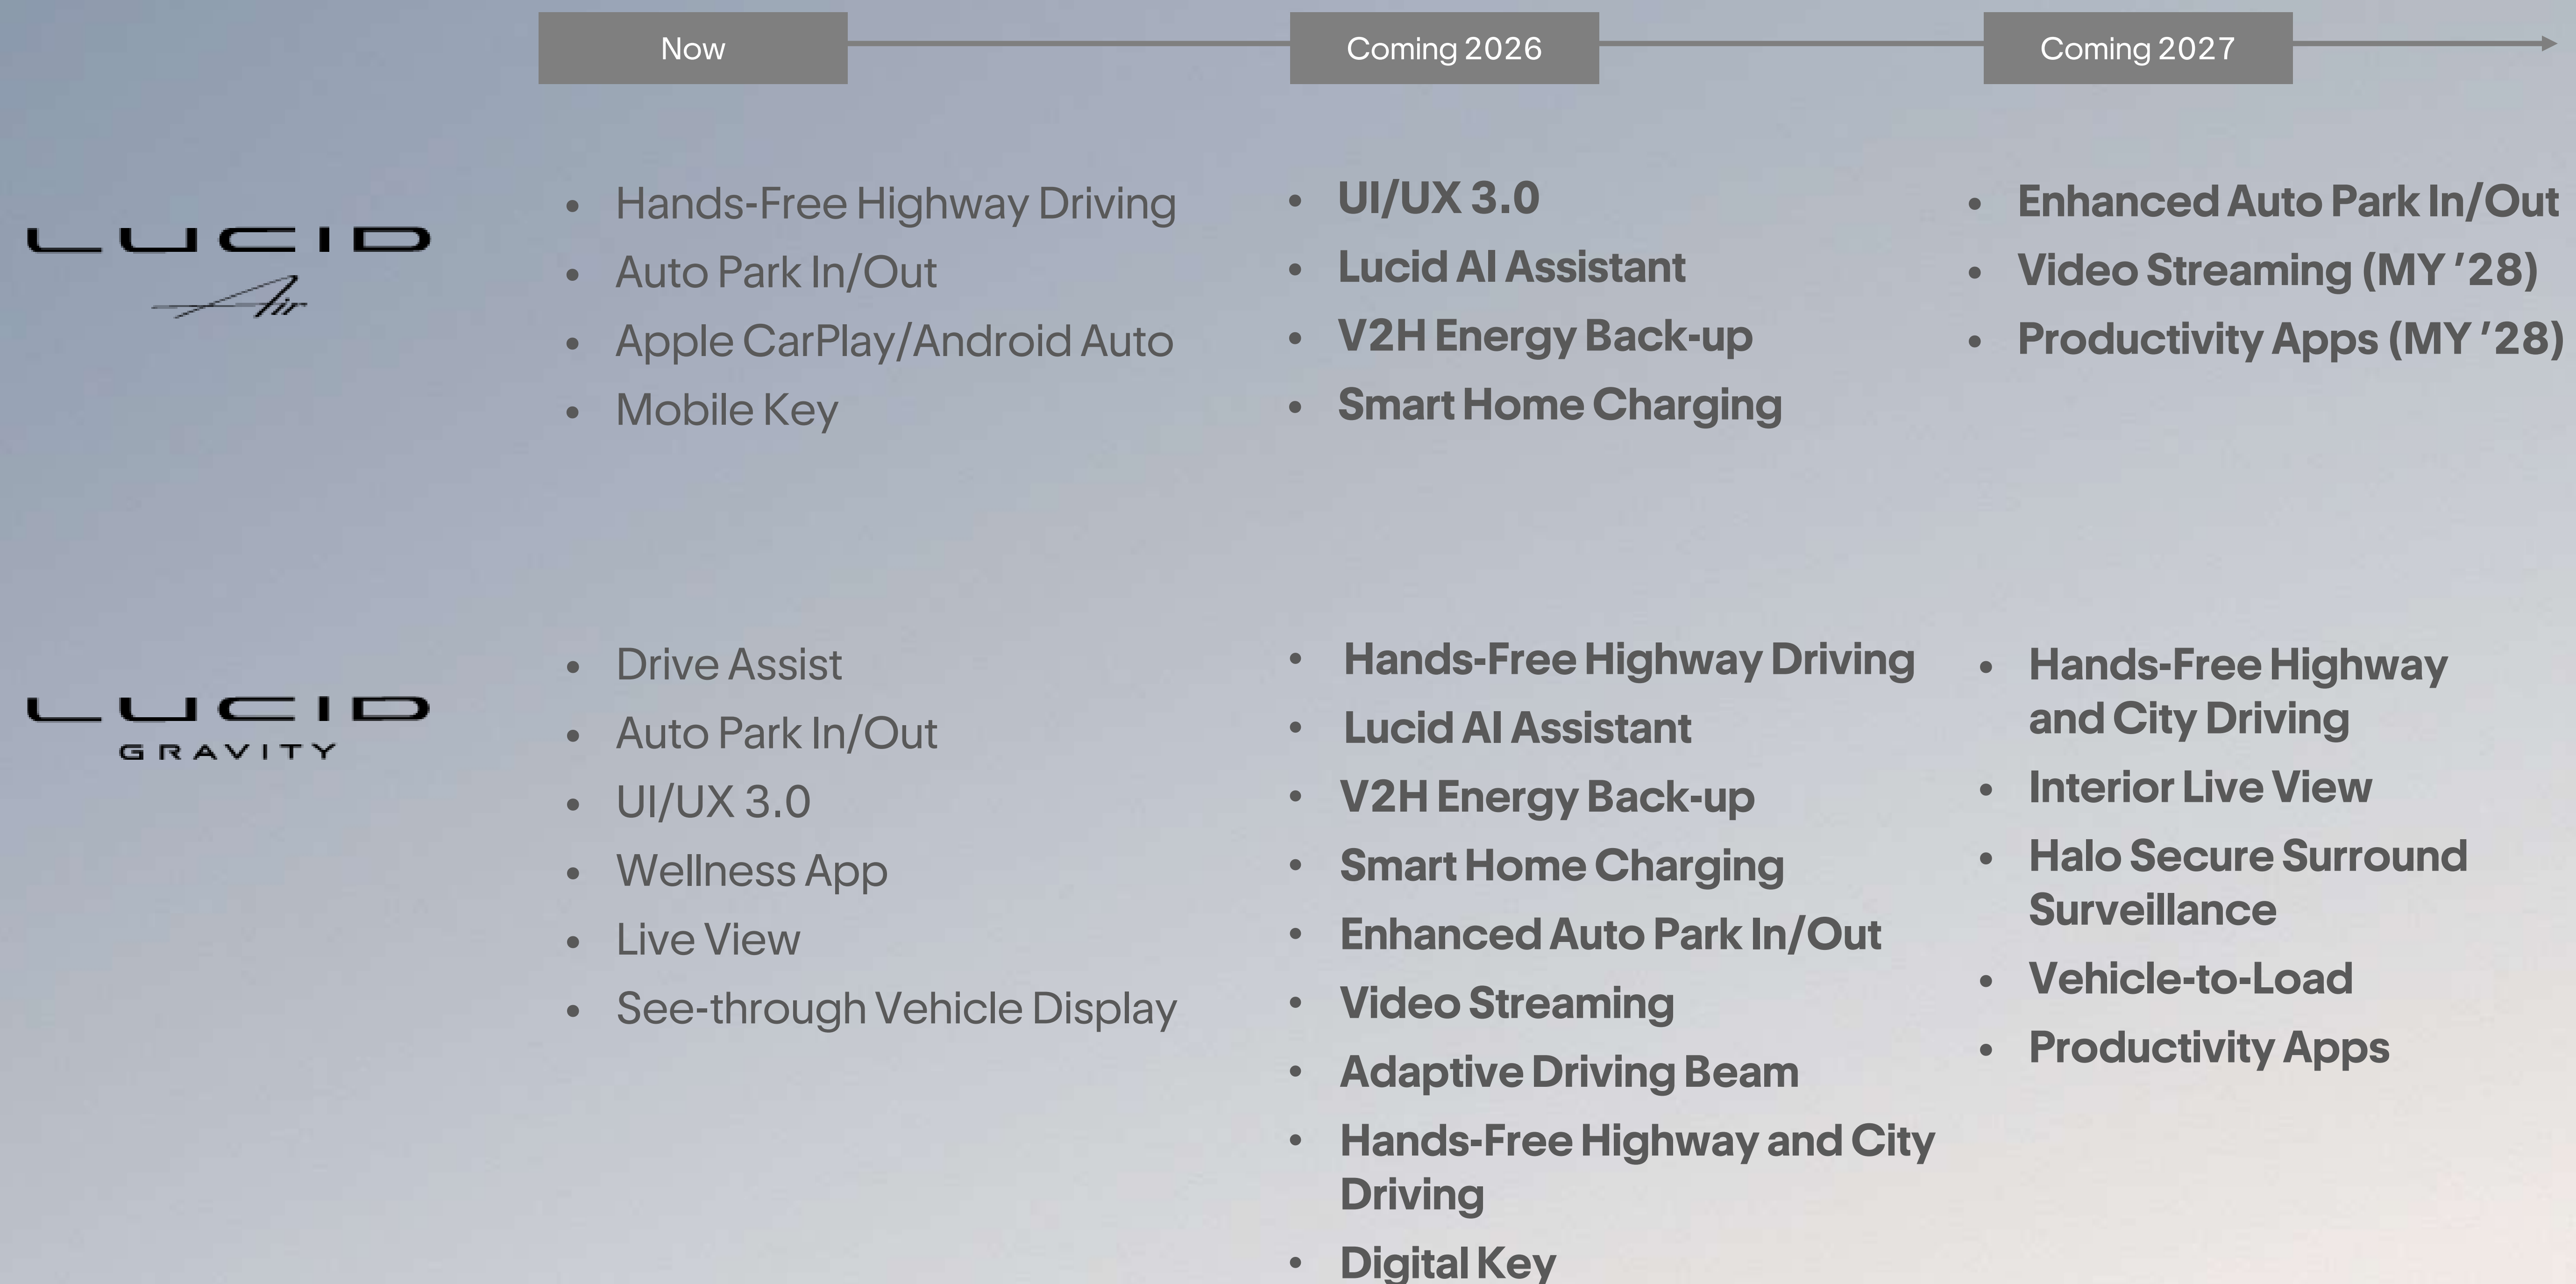 Now
Coming 2026
Coming 2027
LUCID
Air
• Hands-Free Highway Driving
• Auto Park In/Out
• Apple CarPlay/Android Auto
• Mobile Key
• UI/UX 3.0
• Lucid AI Assistant
• V2H Energy Back-up
• Smart Home Charging
• Enhanced Auto Park In/Out
• Video Streaming (MY ’28)
• Productivity Apps (MY ’28)
LUCID
GRAVITY
• Drive Assist
• Auto Park In/Out
• UI/UX 3.0
• Wellness App
• Live View
• See-through Vehicle Display
• Hands-Free Highway Driving
• Lucid AI Assistant
• V2H Energy Back-up
• Smart Home Charging
• Enhanced Auto Park In/Out
• Video Streaming
• Adaptive Driving Beam
• Hands-Free Highway and City
Driving
• Digital Key
• Hands-Free Highway
and City Driving
• Interior Live View
• Halo Secure Surround
Surveillance
• Vehicle-to-Load
• Productivity Apps